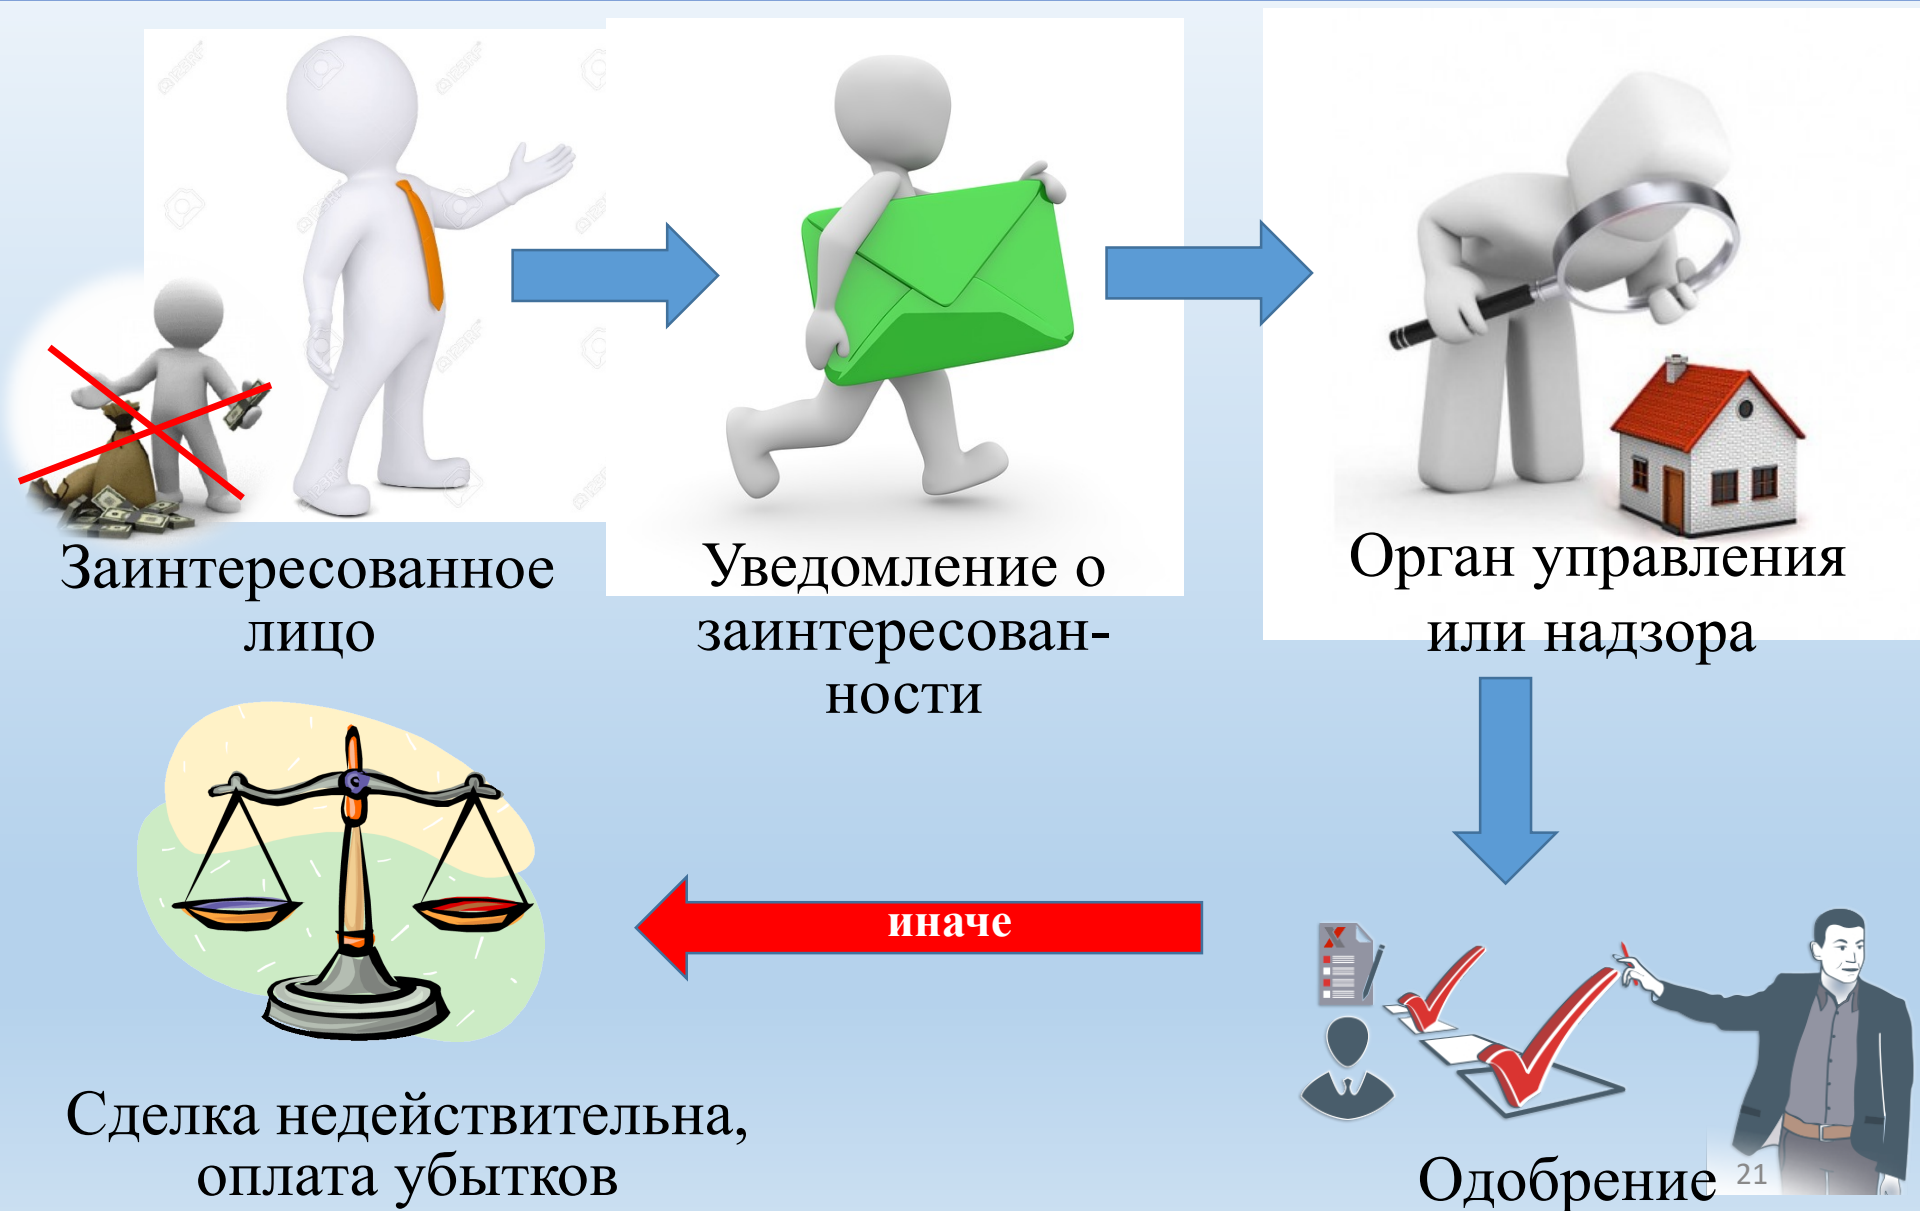 Заинтересованное
лицо
Уведомление о
заинтересован-
ности
Орган управления
или надзора
иначе
Сделка недействительна,
оплата убытков
Одобрение
21